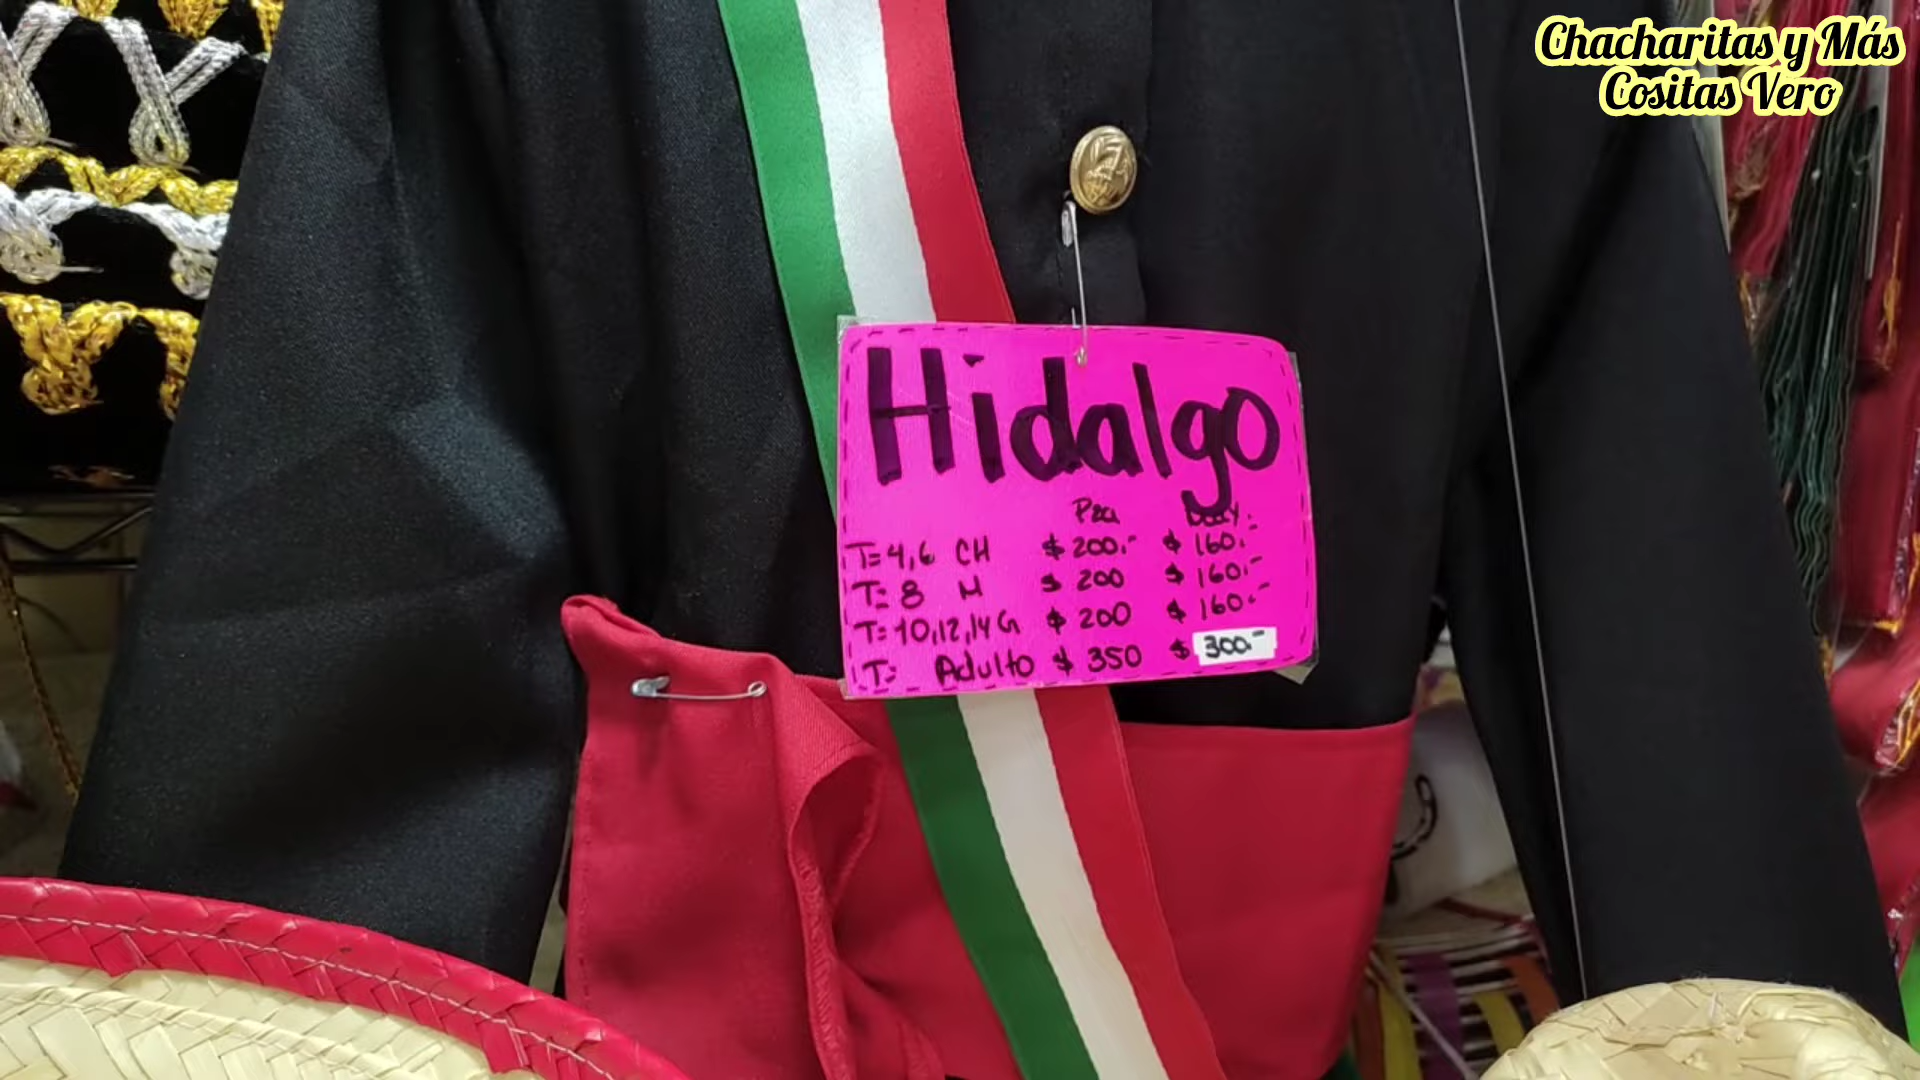 Chacharitas y Más
Cositas Vero
Hidalgo
Pza
T=4,6 CH $200.- $160.-
T=8 M $200 $160.-
T=10,12,14 G $200 $160.-
T= Adulto $350 $300.-